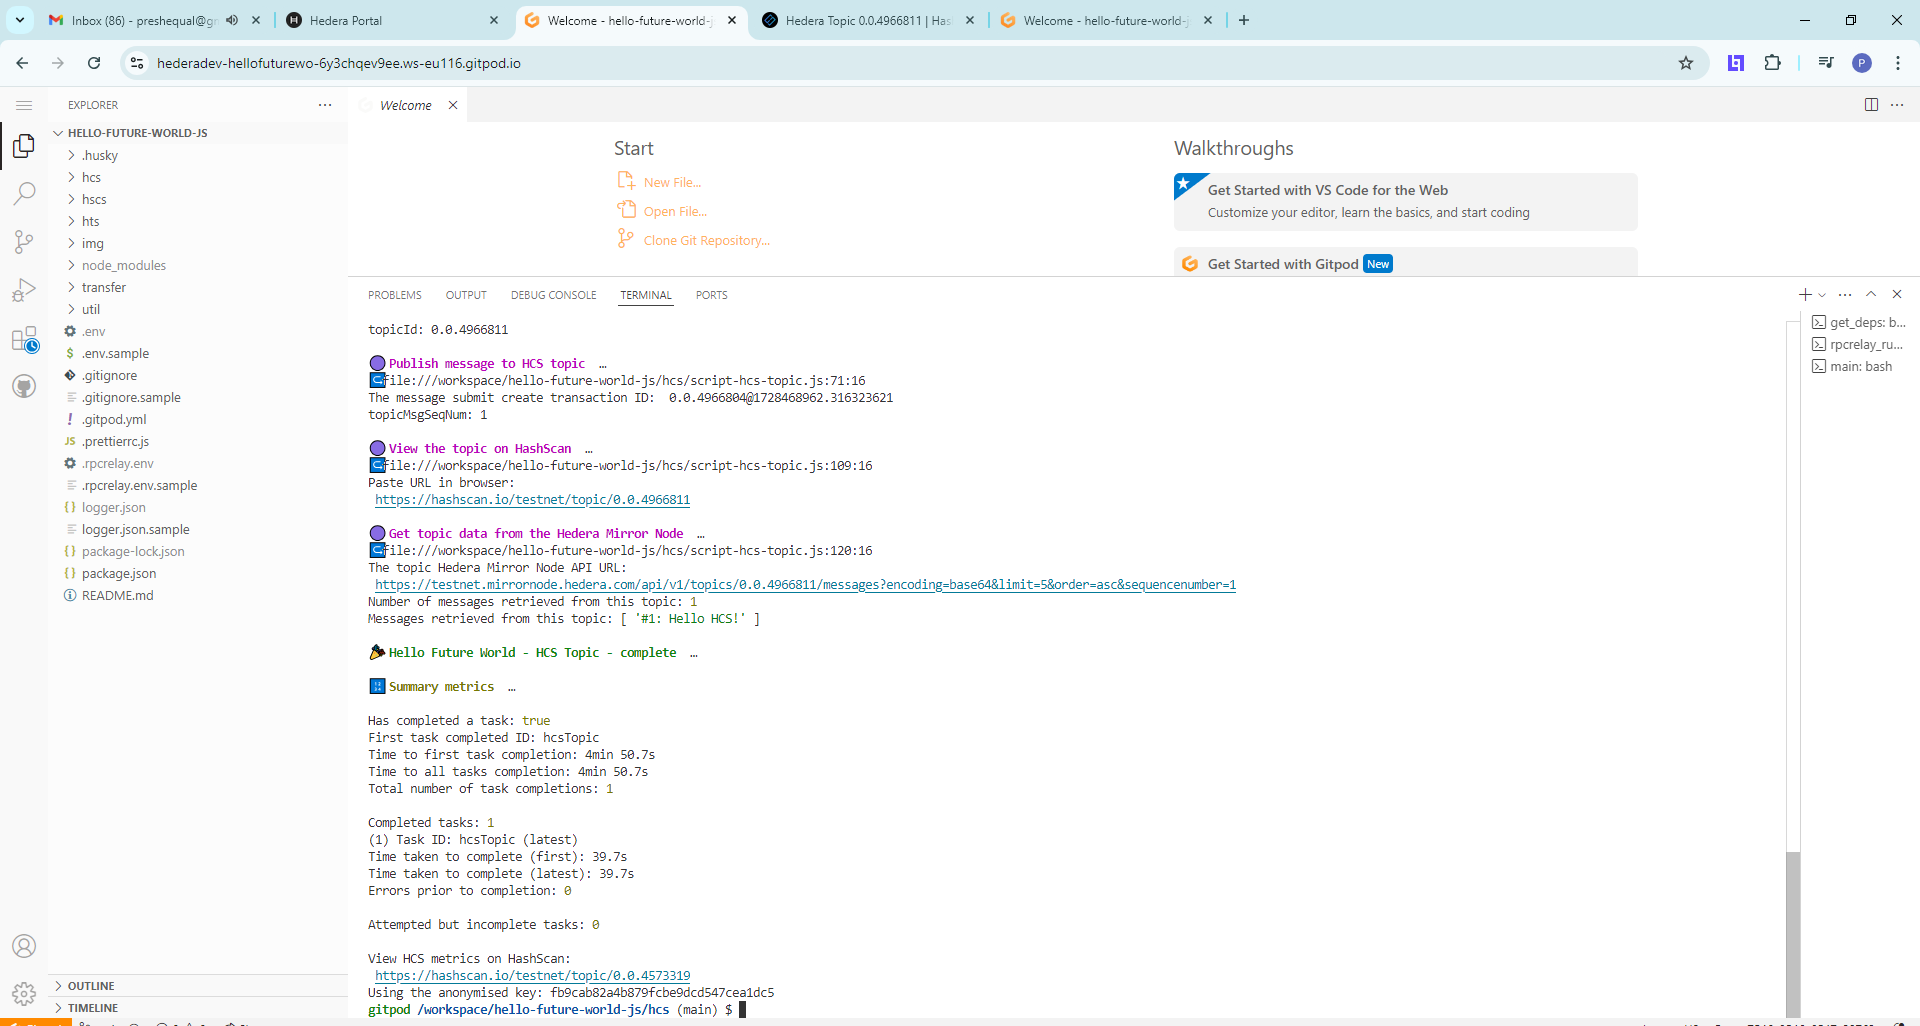 Inbox (86) - preshequal@gr
Hedera Portal
Welcome - hello-future-world-j
Hedera Topic 0.0.4966811 | Has
Welcome - hello-future-world-j
hederadev-hellofuturewo-6y3chqev9ee.ws-eu116.gitpod.io
P
EXPLORER
HELLO-FUTURE-WORLD-JS
.husky
hcs
hscs
hts
img
node_modules
transfer
util
.env
$ .env.sample
.gitignore
.gitignore.sample
! .gitpod.yml
JS .prettierrc.js
.rpcrelay.env
.rpcrelay.env.sample
{} logger.json
logger.json.sample
{} package-lock.json
{} package.json
README.md
OUTLINE
TIMELINE
Welcome
Start
New File...
Open File...
Clone Git Repository...
Walkthroughs
Get Started with VS Code for the Web
Customize your editor, learn the basics, and start coding
Get Started with Gitpod New
PROBLEMS OUTPUT DEBUG CONSOLE TERMINAL PORTS
topicId: 0.0.4966811
Publish message to HCS topic …
file:///workspace/hello-future-world-js/hcs/script-hcs-topic.js:71:16
The message submit create transaction ID: 0.0.4966804@1728468962.316323621
topicMsgSeqNum: 1
View the topic on HashScan …
file:///workspace/hello-future-world-js/hcs/script-hcs-topic.js:109:16
Paste URL in browser:
https://hashscan.io/testnet/topic/0.0.4966811
Get topic data from the Hedera Mirror Node …
file:///workspace/hello-future-world-js/hcs/script-hcs-topic.js:120:16
The topic Hedera Mirror Node API URL:
https://testnet.mirrornode.hedera.com/api/v1/topics/0.0.4966811/messages?encoding=base64&limit=5&order=asc&sequencenumber=1
Number of messages retrieved from this topic: 1
Messages retrieved from this topic: [ '#1: Hello HCS!' ]
Hello Future World - HCS Topic - complete …
Summary metrics …
Has completed a task: true
First task completed ID: hcsTopic
Time to first task completion: 4min 50.7s
Time to all tasks completion: 4min 50.7s
Total number of task completions: 1
Completed tasks: 1
(1) Task ID: hcsTopic (latest)
Time taken to complete (first): 39.7s
Time taken to complete (latest): 39.7s
Errors prior to completion: 0
Attempted but incomplete tasks: 0
View HCS metrics on HashScan:
https://hashscan.io/testnet/topic/0.0.4573319
Using the anonymised key: fb9cab82a4b879fcbe9dcd547cea1dc5
gitpod /workspace/hello-future-world-js/hcs (main) $
get_deps: b...
rpcrelay_ru...
main: bash